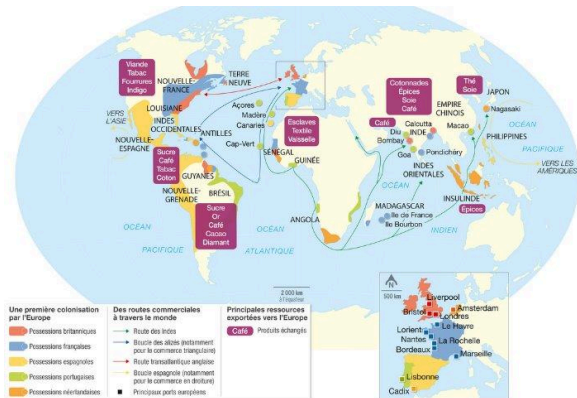 Viande
Tabac
Fourrures
Indigo
NOUVELLE-
FRANCE
TERRE
NEUVE
LOUISIANE
VERS
L'ASIE
INDES
OCCIDENTALES
ANTILLES
NOUVELLE-
ESPAGNE
Sucre
Café
Tabac
Coton
GUYANES
NOUVELLE-
GRENADE
BRÉSIL
Sucre
Or
Café
Cacao
Diamant
OCÉAN
PACIFIQUE
OCÉAN
ATLANTIQUE
Açores
Madère
Canaries
Cap-Vert
Esclaves
Textile
Vaisselle
SÉNÉGAL
GUINÉE
ANGOLA
MADAGASCAR
Ile de France
Ile Bourbon
OCÉAN
INDIEN
Cotonnades
Épices
Soie
Café
Café
Diu
Bombay
Goa
Calcutta
INDE
Pondichéry
INDES
ORIENTALES
EMPIRE
CHINOIS
Macao
Thé
Soie
JAPON
Nagasaki
PHILIPPINES
OCÉAN
PACIFIQUE
VERS LES
AMÉRIQUES
INSULINDE
Épices
2 000 km
à l'équateur
Une première colonisation
par l'Europe
Possessions britanniques
Possessions françaises
Possessions espagnoles
Possessions portugaises
Possessions néerlandaises
Des routes commerciales
à travers le monde
Route des Indes
Boucle des alizés (notamment
pour le commerce triangulaire)
Route transatlantique anglaise
Boucle espagnole (notamment
pour le commerce en droiture)
Principaux ports européens
Principales ressources
exportées vers l'Europe
Café
Produits échangés
N
500 km
Liverpool
Bristol
Londres
Amsterdam
Le Havre
Lorient
Nantes
La Rochelle
Bordeaux
Marseille
Lisbonne
Cadix